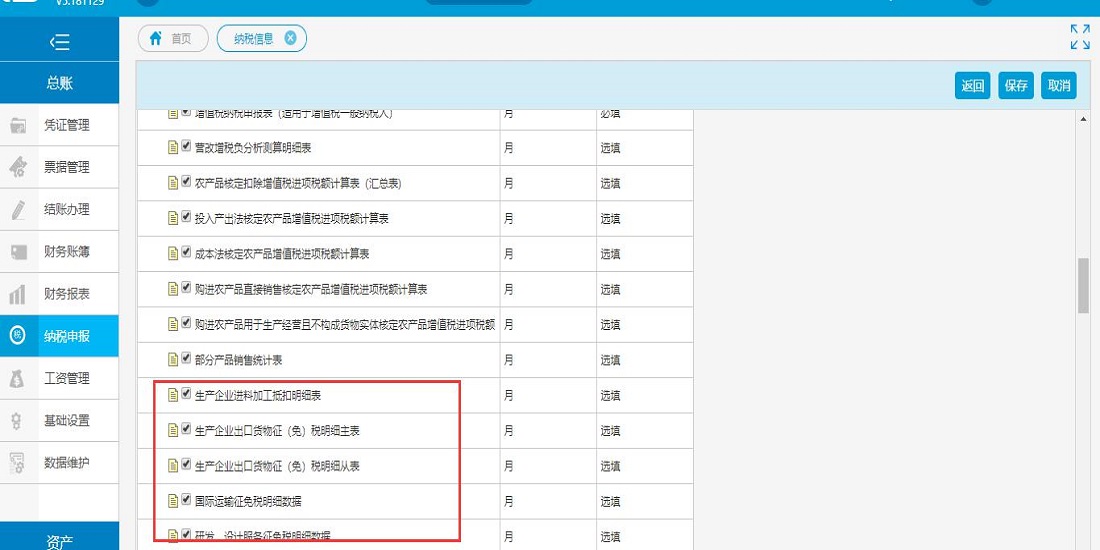 V5.181129
首页
纳税信息
总账
返回 保存 取消
凭证管理
票据管理
结账办理
财务账簿
财务报表
纳税申报
税
工资管理
基础设置
数据维护
资产
增值税纳税申报表（适用于增值税一般纳税人） 月 必填
营改增税负分析测算明细表 月 选填
农产品核定扣除增值税进项税额计算表（汇总表） 月 选填
投入产出法核定农产品增值税进项税额计算表 月 选填
成本法核定农产品增值税进项税额计算表 月 选填
购进农产品直接销售核定农产品增值税进项税额计算表 月 选填
购进农产品用于生产经营且不构成货物实体核定农产品增值税进项税额 月 选填
部分产品销售统计表 月 选填
生产企业进料加工抵扣明细表 月 选填
生产企业出口货物征（免）税明细主表 月 选填
生产企业出口货物征（免）税明细从表 月 选填
国际运输征免税明细数据 月 选填
研发、设计服务征免税明细数据 月 选填